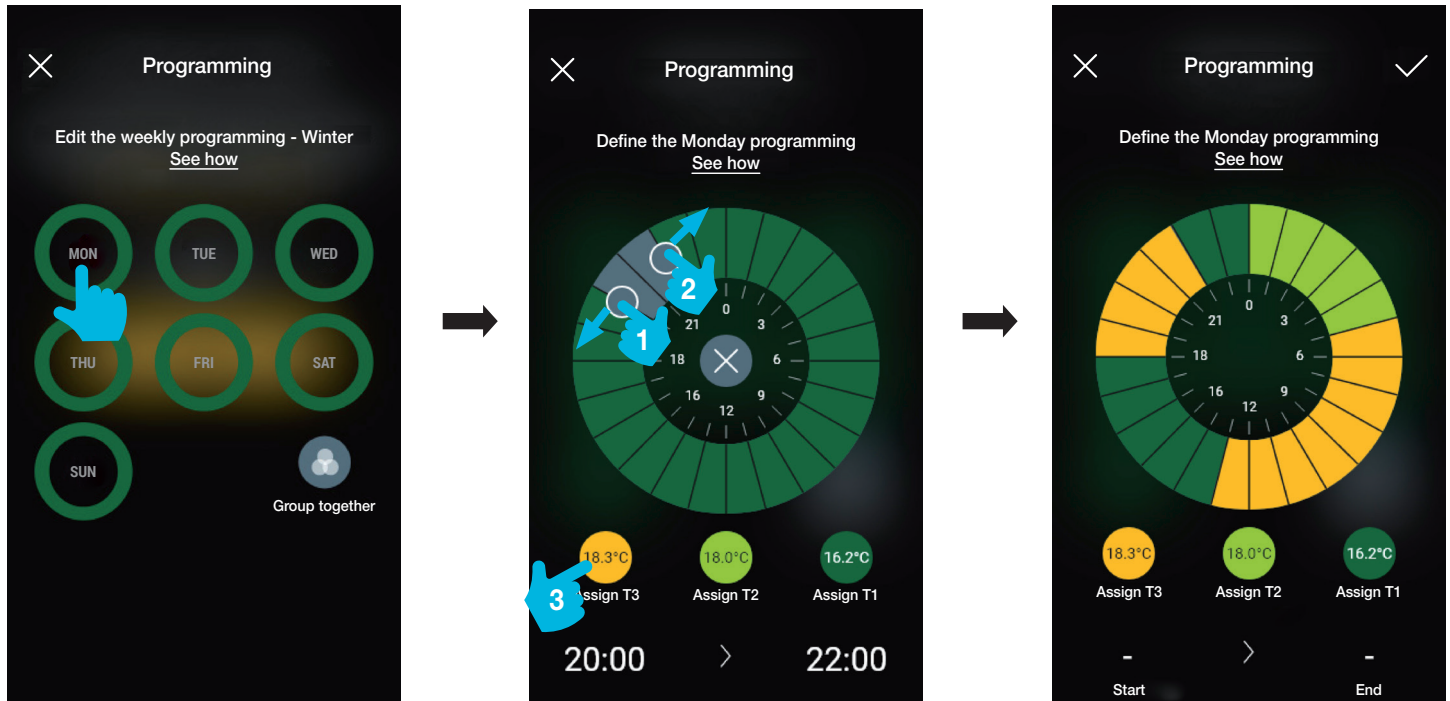 Programming
Edit the weekly programming - Winter
See how
MON
TUE
WED
THU
FRI
SAT
SUN
Group together
Programming
Define the Monday programming
See how
0
3
6
9
12
16
18
21
1
2
18.3°C
18.0°C
16.2°C
3
Assign T3
Assign T2
Assign T1
20:00
22:00
Programming
Define the Monday programming
See how
0
3
6
9
12
16
18
21
18.3°C
18.0°C
16.2°C
Assign T3
Assign T2
Assign T1
-
-
Start
End